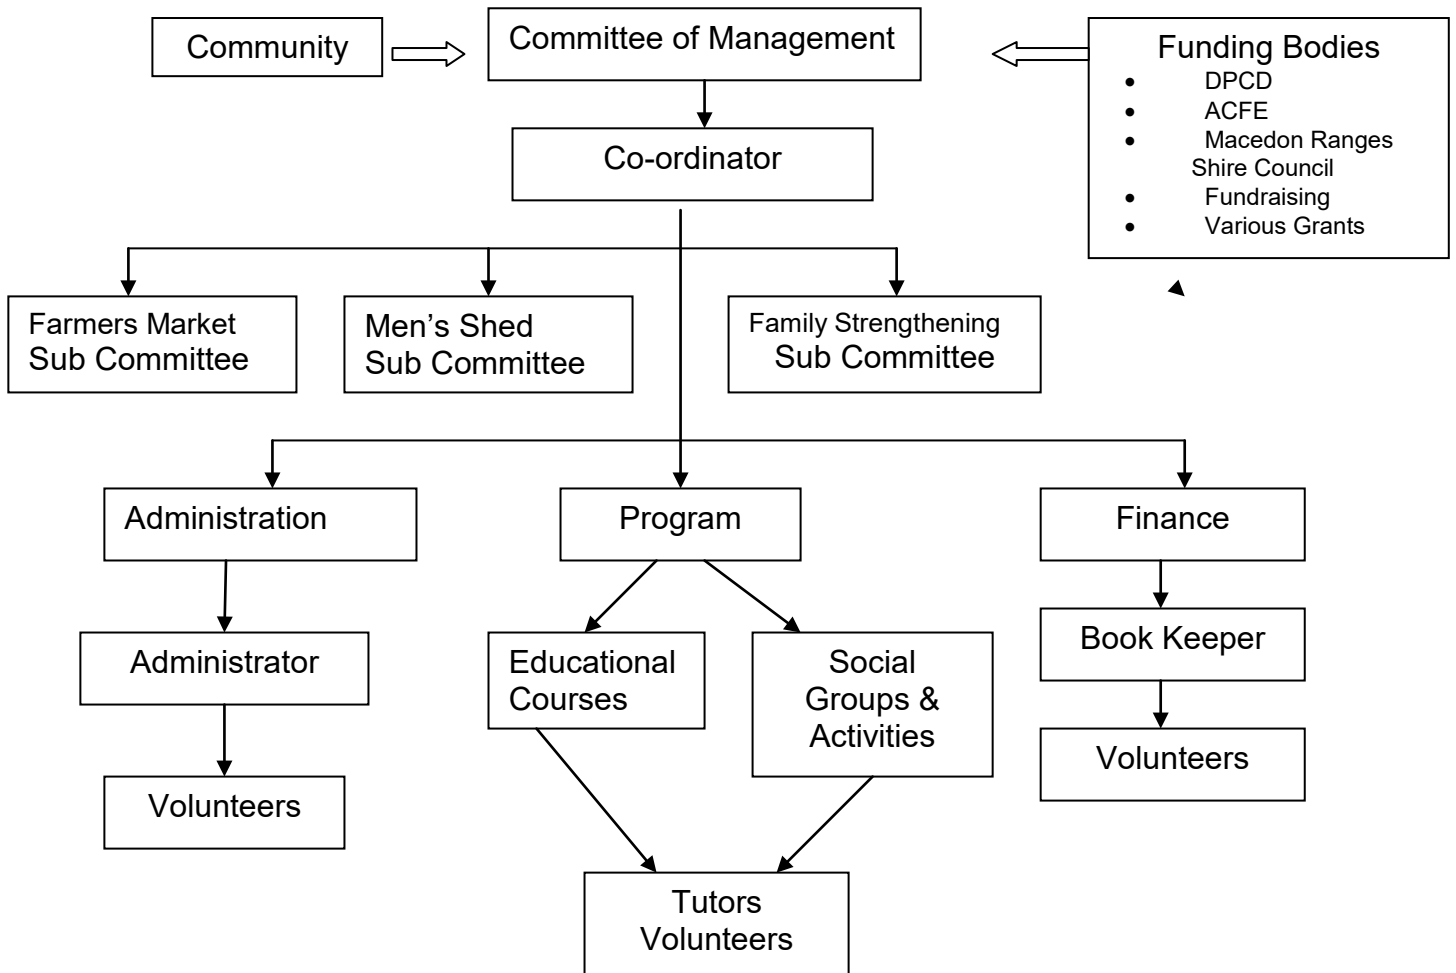 Community
Committee of Management
Funding Bodies
• DPCD
• ACFE
• Macedon Ranges
Shire Council
• Fundraising
• Various Grants
Co-ordinator
Farmers Market
Sub Committee
Men’s Shed
Sub Committee
Family Strengthening
Sub Committee
Administration
Program
Finance
Administrator
Educational
Courses
Social
Groups &
Activities
Book Keeper
Volunteers
Volunteers
Tutors
Volunteers